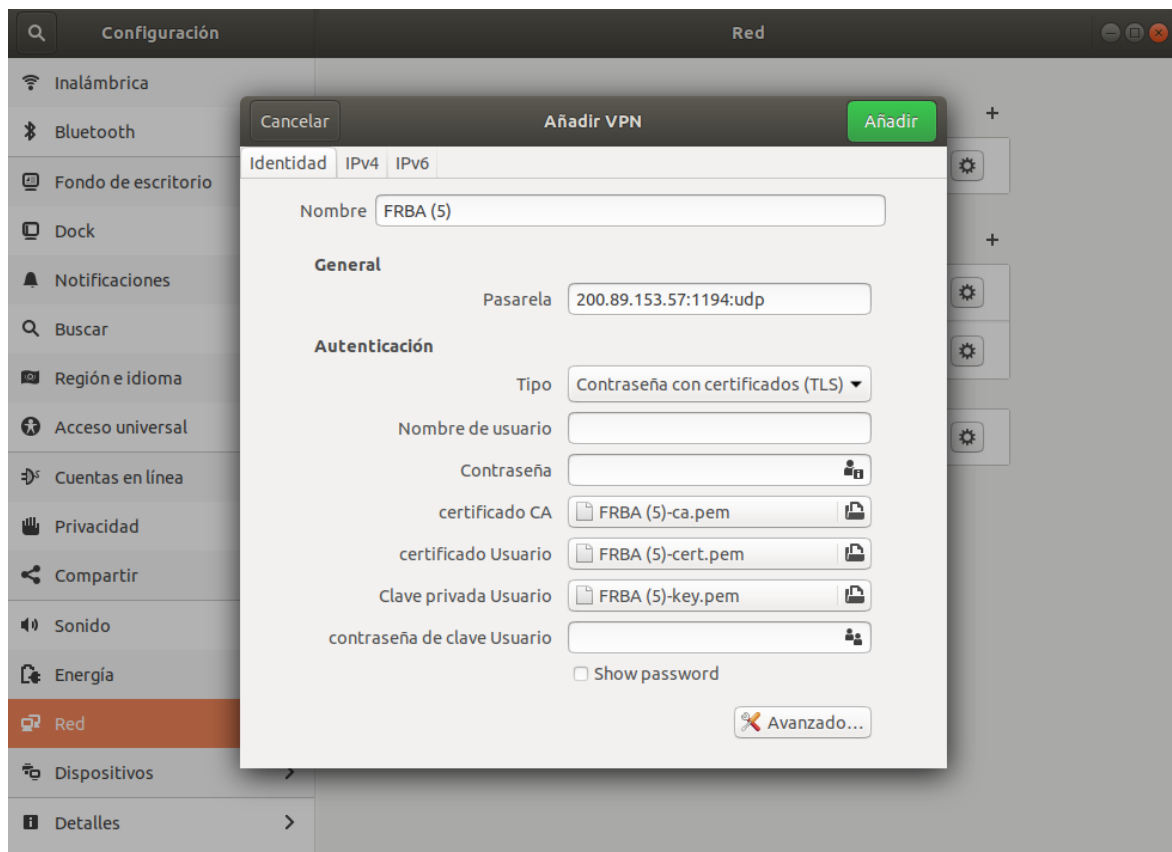 Configuración
Red
Inalámbrica
Bluetooth
Fondo de escritorio
Dock
Notificaciones
Buscar
Región e idioma
Acceso universal
Cuentas en línea
Privacidad
Compartir
Sonido
Energía
Red
Dispositivos
Detalles
Cancelar
Añadir VPN
Añadir
Identidad IPv4 IPv6
Nombre FRBA (5)
General
Pasarela 200.89.153.57:1194:udp
Autenticación
Tipo Contraseña con certificados (TLS)
Nombre de usuario
Contraseña
certificado CA FRBA (5)-ca.pem
certificado Usuario FRBA (5)-cert.pem
Clave privada Usuario FRBA (5)-key.pem
contraseña de clave Usuario
Show password
Avanzado...